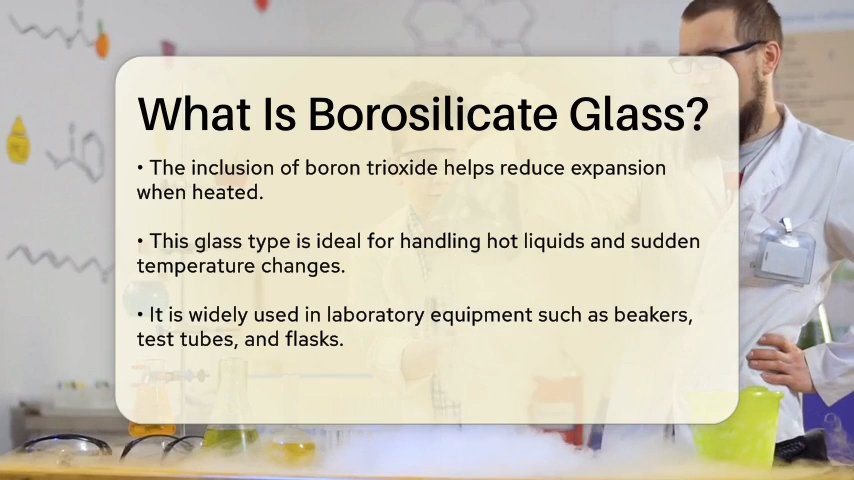 What Is Borosilicate Glass?
• The inclusion of boron trioxide helps reduce expansion
when heated.
• This glass type is ideal for handling hot liquids and sudden
temperature changes.
• It is widely used in laboratory equipment such as beakers,
test tubes, and flasks.